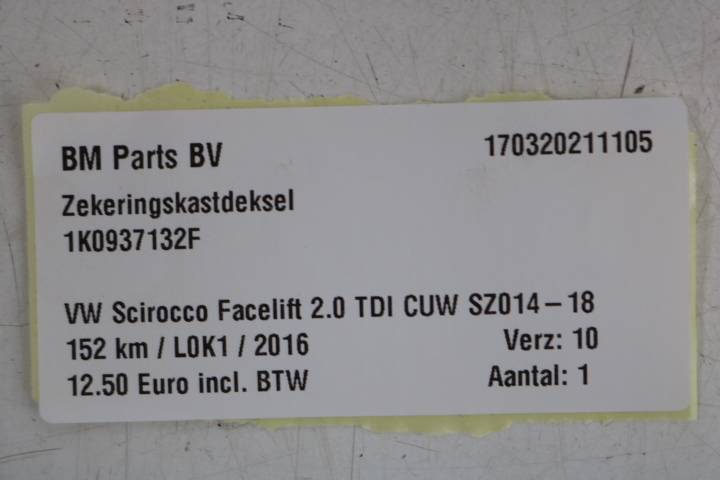 BM Parts BV 170320211105
Zekeringskastdeksel
1K0937132F
VW Scirocco Facelift 2.0 TDI CUW SZ014-18
152 km / L0K1 / 2016 Verz: 10
12.50 Euro incl. BTW Aantal: 1